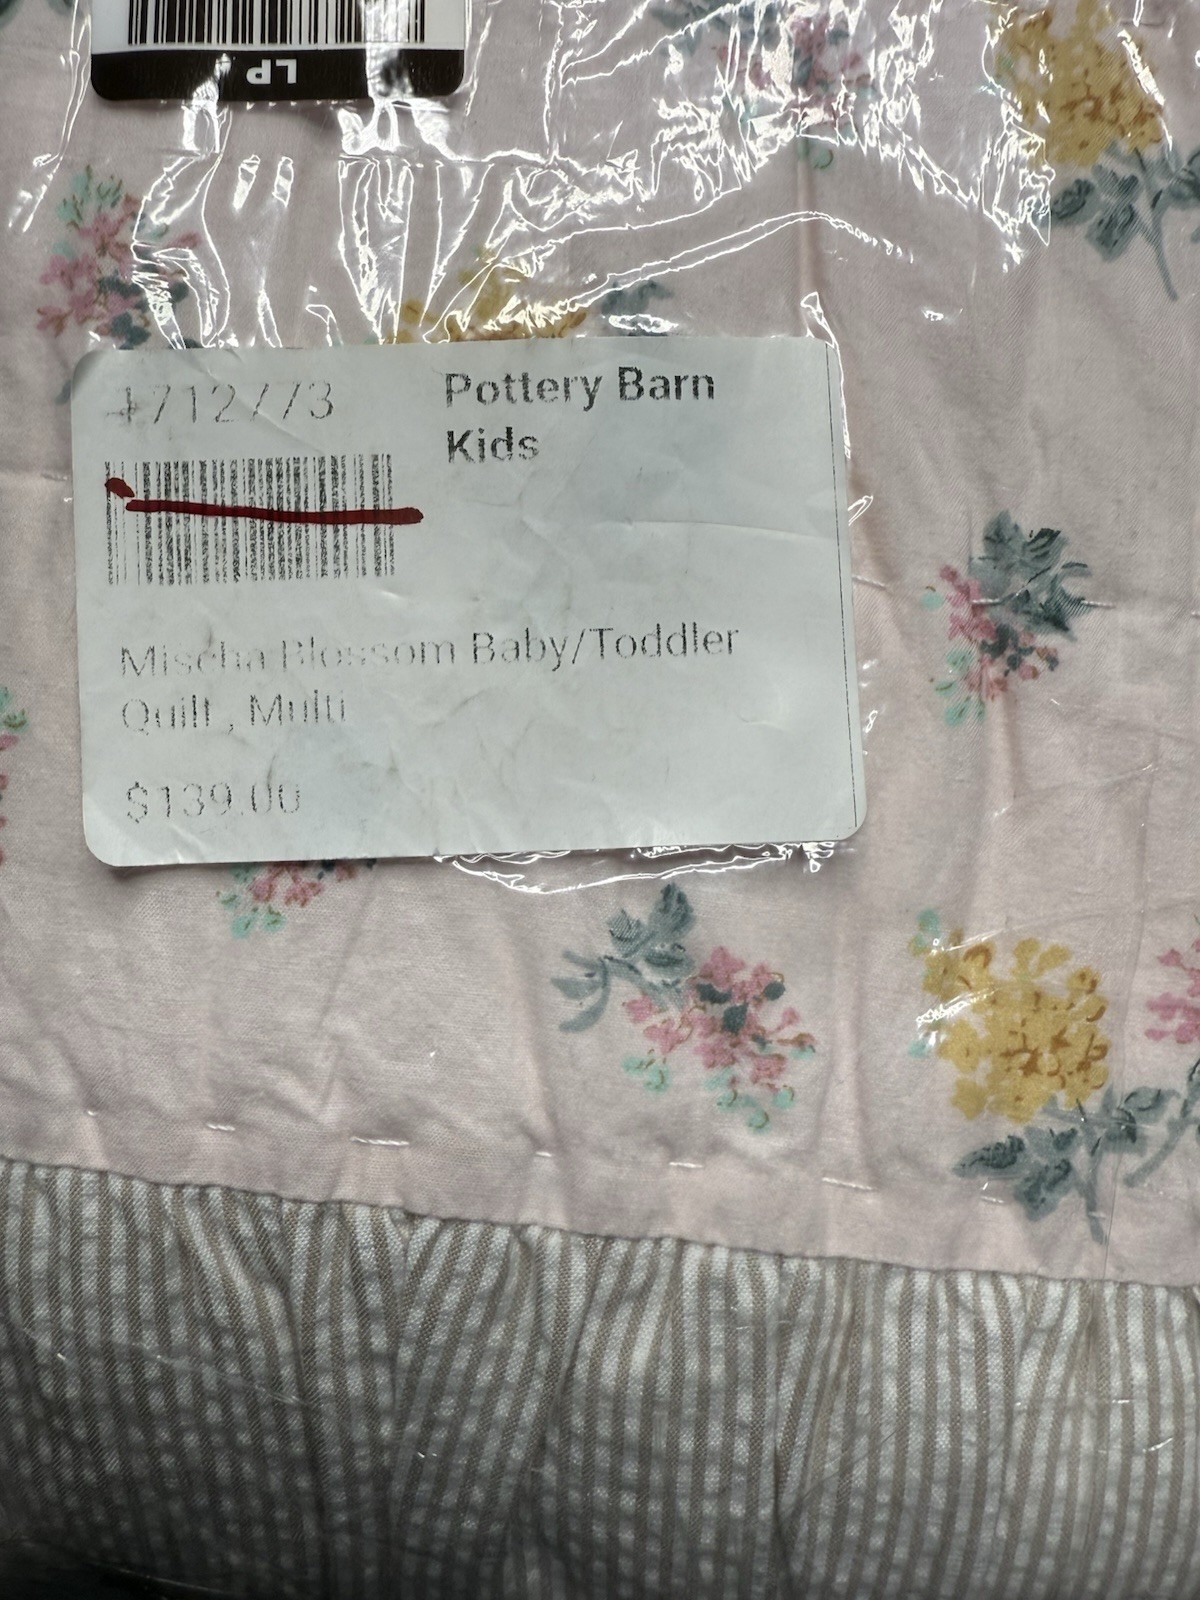 LP
4712773
Pottery Barn
Kids
Mischa Blossom Baby/Toddler
Quilt , Multi
$139.00